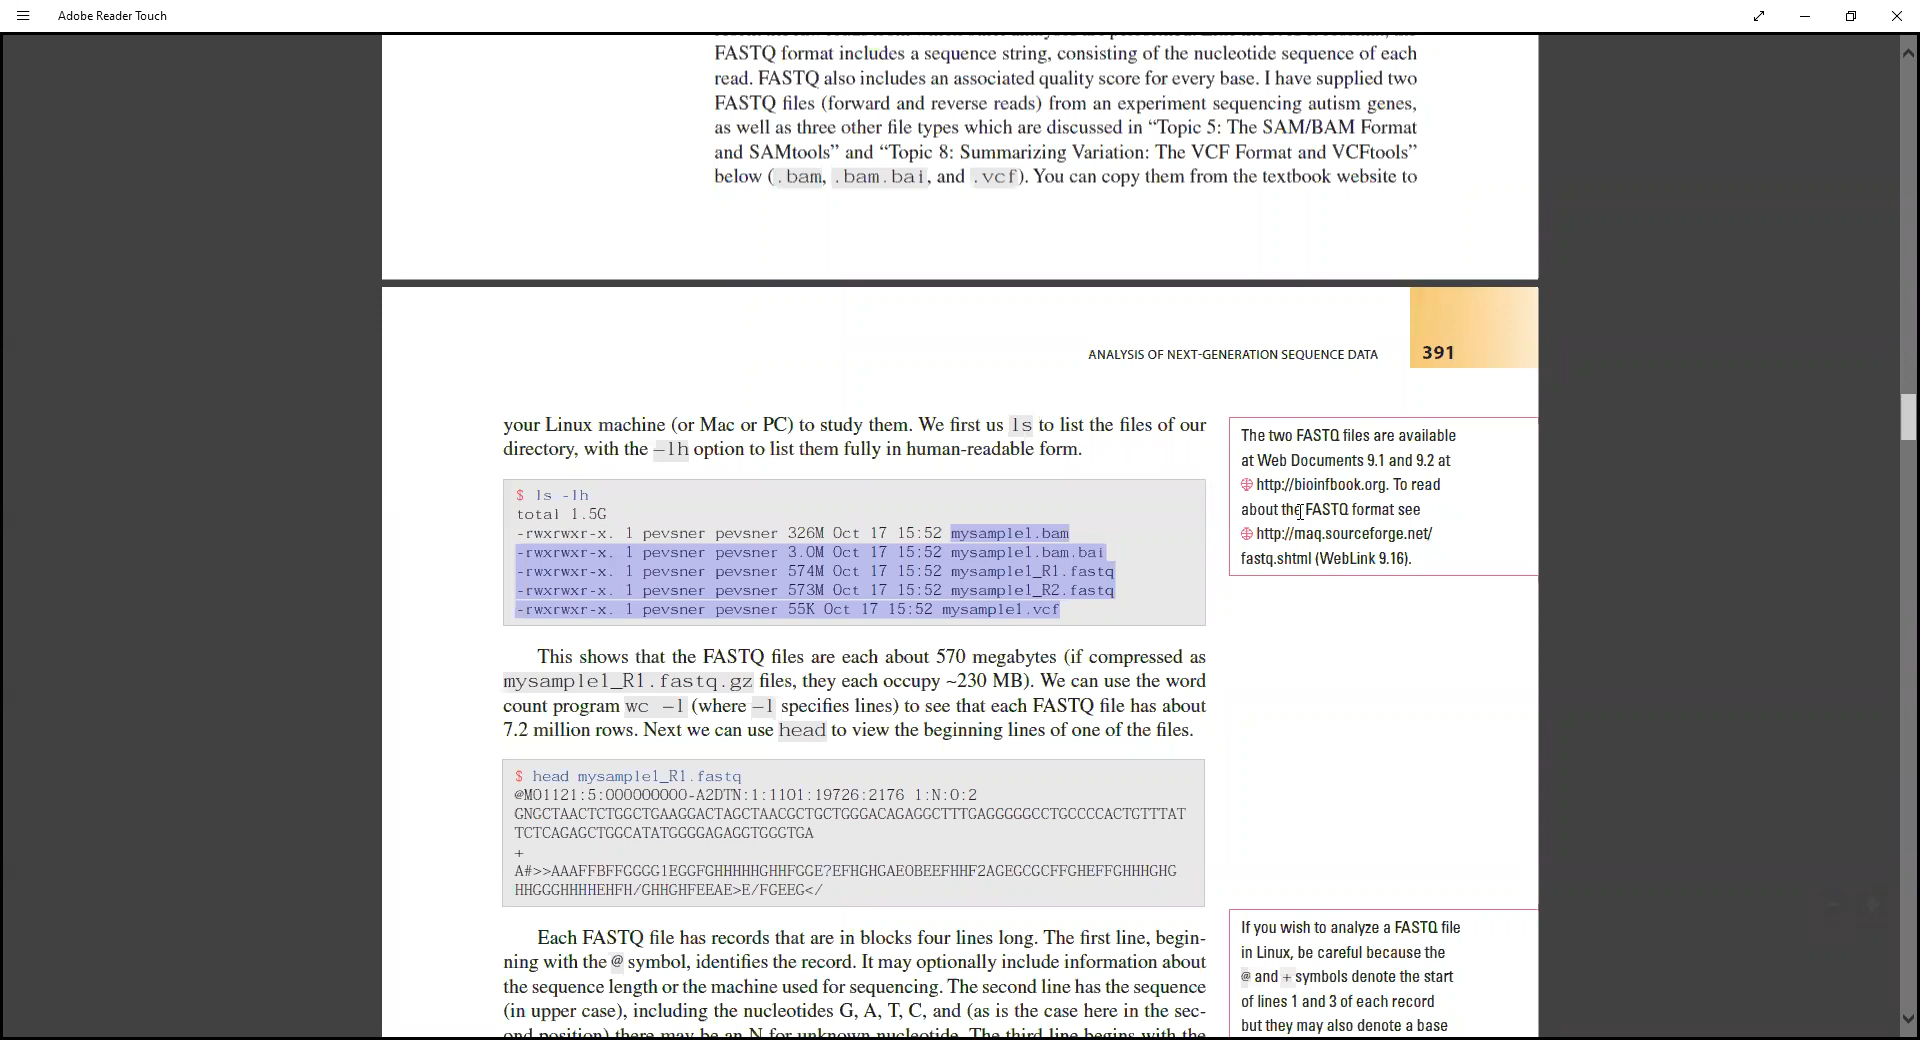 Adobe Reader Touch
FASTQ format includes a sequence string, consisting of the nucleotide sequence of each
read. FASTQ also includes an associated quality score for every base. I have supplied two
FASTQ files (forward and reverse reads) from an experiment sequencing autism genes,
as well as three other file types which are discussed in “Topic 5: The SAM/BAM Format
and SAMtools” and “Topic 8: Summarizing Variation: The VCF Format and VCFtools”
below (.bam, .bam.bai, and .vcf). You can copy them from the textbook website to
ANALYSIS OF NEXT-GENERATION SEQUENCE DATA
391
your Linux machine (or Mac or PC) to study them. We first us ls to list the files of our
directory, with the –lh option to list them fully in human-readable form.
$ ls -lh
total 1.5G
-rwxrwxr-x. 1 pevsner pevsner 326M Oct 17 15:52 mysample1.bam
-rwxrwxr-x. 1 pevsner pevsner 3.0M Oct 17 15:52 mysample1.bam.bai
-rwxrwxr-x. 1 pevsner pevsner 574M Oct 17 15:52 mysample1_R1.fastq
-rwxrwxr-x. 1 pevsner pevsner 573M Oct 17 15:52 mysample1_R2.fastq
-rwxrwxr-x. 1 pevsner pevsner 55K Oct 17 15:52 mysample1.vcf
This shows that the FASTQ files are each about 570 megabytes (if compressed as
mysample1_R1.fastq.gz files, they each occupy ~230 MB). We can use the word
count program wc –l (where –l specifies lines) to see that each FASTQ file has about
7.2 million rows. Next we can use head to view the beginning lines of one of the files.
$ head mysample1_R1.fastq
@M01121:5:000000000-A2DTN:1:1101:19726:2176 1:N:0:2
GNGCTAACTCTGGCTGAAGGACTAGCTAACGCTGCTGGGACAGAGGCTTTGAGGGGGCCTGCCCCACTGTTTAT
TCTCAGAGCTGGCATATGGGGAGAGGTGGGTGA
+
A#>>AAAFFBFFGGGG1EGGFGHHHHHGHHFGGE?EFHGHGAE0BEEFHHF2AGEGCGCFFGHEFFGHHHGHG
HHGGGHHHHEHFH/GHHGHFEEAE>E/FGEEG</
Each FASTQ file has records that are in blocks four lines long. The first line, begin-
ning with the @ symbol, identifies the record. It may optionally include information about
the sequence length or the machine used for sequencing. The second line has the sequence
(in upper case), including the nucleotides G, A, T, C, and (as is the case here in the sec-
ond position) there may be an N for unknown nucleotide. The third line begins with the
The two FASTQ files are available
at Web Documents 9.1 and 9.2 at
http://bioinfbook.org. To read
about the FASTQ format see
http://maq.sourceforge.net/
fastq.shtml (WebLink 9.16).
If you wish to analyze a FASTQ file
in Linux, be careful because the
@ and + symbols denote the start
of lines 1 and 3 of each record
but they may also denote a base